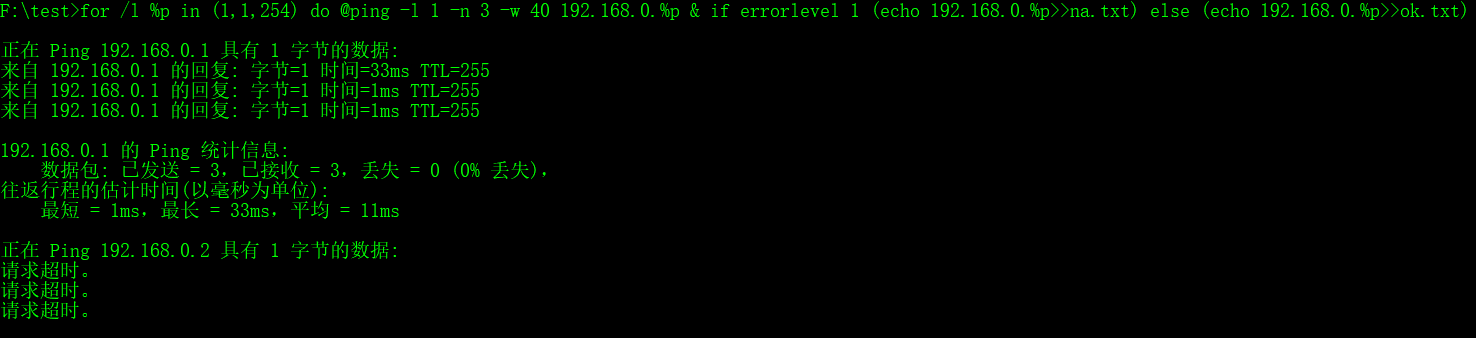 F:\test>for /l %p in (1,1,254) do @ping -l 1 -n 3 -w 40 192.168.0.%p & if errorlevel 1 (echo 192.168.0.%p>>na.txt) else (echo 192.168.0.%p>>ok.txt)
正在 Ping 192.168.0.1 具有 1 字节的数据:
来自 192.168.0.1 的回复: 字节=1 时间=33ms TTL=255
来自 192.168.0.1 的回复: 字节=1 时间=1ms TTL=255
来自 192.168.0.1 的回复: 字节=1 时间=1ms TTL=255
192.168.0.1 的 Ping 统计信息:
    数据包: 已发送 = 3，已接收 = 3，丢失 = 0 (0% 丢失)，
往返行程的估计时间(以毫秒为单位):
    最短 = 1ms，最长 = 33ms，平均 = 11ms
正在 Ping 192.168.0.2 具有 1 字节的数据:
请求超时。
请求超时。
请求超时。